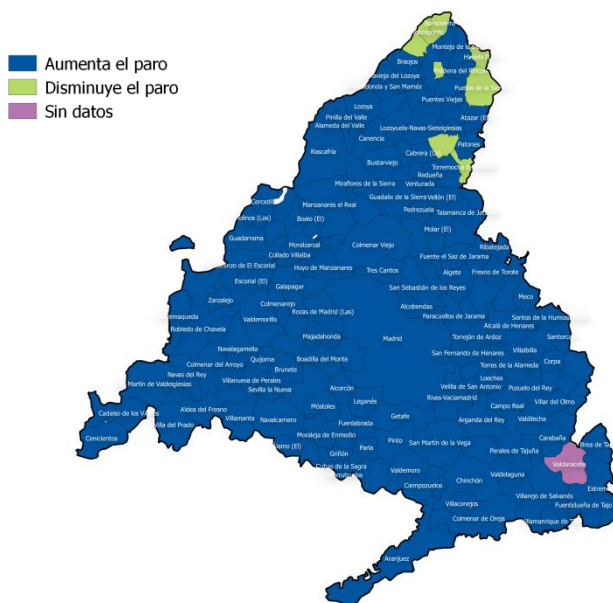 Aumenta el paro
Disminuye el paro
Sin datos
Somosierra
Montejo de la
Braojos
Puebla de la
Puentes Viejas
Lozoya
Atazar (El)
Pinilla del Valle
Lozoyuela-Navas-Sieteiglesias
Alameda del Valle
Canencia
Patones
Rascafría
Cabrera (La)
Bustarviejo
Torremocha
Redueña
Miraflores de la Sierra
Venturada
Guadalix de la Sierra
Vellón (El)
Manzanares el Real
Pedrezuela
Talamanca de
Boalo (El)
Molar (El)
Guadarrama
Moralzarzal
Colmenar Viejo
Ribatejada
Collado Villalba
Fuente el Saz de Jarama
Hoyo de Manzanares
Tres Cantos
Algete
Fresno de Torote
Escorial (El)
Galapagar
San Sebastián de los Reyes
Meco
Zarzalejo
Colmenarejo
Alcobendas
Valdemorillo
Rozas de Madrid (Las)
Paracuellos de Jarama
Santos de la Humosa
Robledo de Chavela
Alcalá de Henares
Majadahonda
Madrid
Torrejón de Ardoz
Santorcaz
Navalagamella
San Fernando de Henares
Villalbilla
Colmenar del Arroyo
Quijorna
Boadilla del Monte
Torres de la Alameda
Corpa
Navas del Rey
Brunete
Loeches
Villanueva de Perales
Velilla de San Antonio
Pozuelo del Rey
Martín de Valdeiglesias
Sevilla la Nueva
Alcorcón
Rivas-Vaciamadrid
Leganés
Campo Real
Villar del Olmo
Cadalso de los
Aldea del Fresno
Móstoles
Getafe
Villamanta
Navalcarnero
Fuenlabrada
Arganda del Rey
Valdilecha
Villa del Prado
Moraleja de Enmedio
Cenicientos
Pinto
San Martín de la Vega
Carabaña
Parla
Perales de Tajuña
Griñón
Valdaracete
Cubas de la Sagra
Valdemoro
Valdelaguna
Ciempozuelos
Chinchón
Villarejo de Salvanés
Fuentidueña de Tajo
Villaconejos
Colmenar de Oreja
Aranjuez